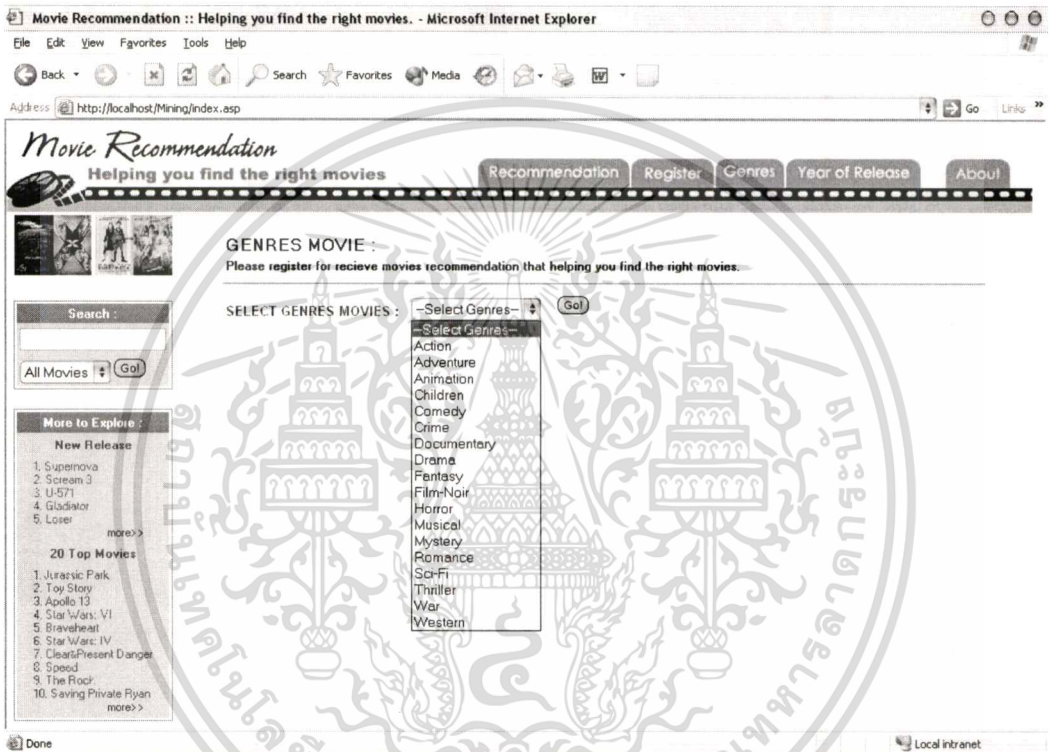 Movie Recommendation :: Helping you find the right movies. - Microsoft Internet Explorer
File Edit View Favorites Tools Help
Back Search Favorites Media
Address http://localhost/Mining/index.asp Go Links »
Movie Recommendation
Helping you find the right movies
Recommendation Register Genres Year of Release About
GENRES MOVIE :
Please register for recieve movies recommendation that helping you find the right movies.
Search :
All Movies Go!
SELECT GENRES MOVIES : --Select Genres-- Go!
--Select Genres--
Action
Adventure
Animation
Children
Comedy
Crime
Documentary
Drama
Fantasy
Film-Noir
Horror
Musical
Mystery
Romance
Sci-Fi
Thriller
War
Western
More to Explore :
New Release
1. Supernova
2. Scream 3
3. U-571
4. Gladiator
5. Loser
more>>
20 Top Movies
1. Jurassic Park
2. Toy Story
3. Apollo 13
4. Star Wars: VI
5. Braveheart
6. Star Wars: IV
7. Clear&Present Danger
8. Speed
9. The Rock.
10. Saving Private Ryan
more>>
Done Local intranet